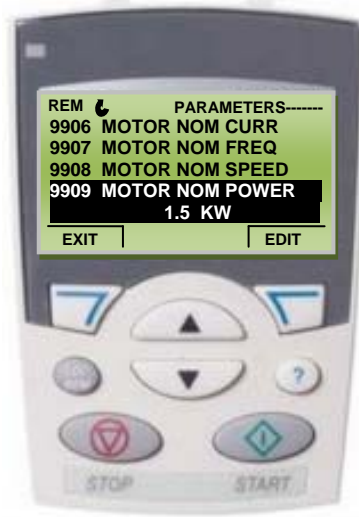 REM PARAMETERS-------
9906 MOTOR NOM CURR
9907 MOTOR NOM FREQ
9908 MOTOR NOM SPEED
9909 MOTOR NOM POWER
1.5 KW
EXIT EDIT
?
STOP START